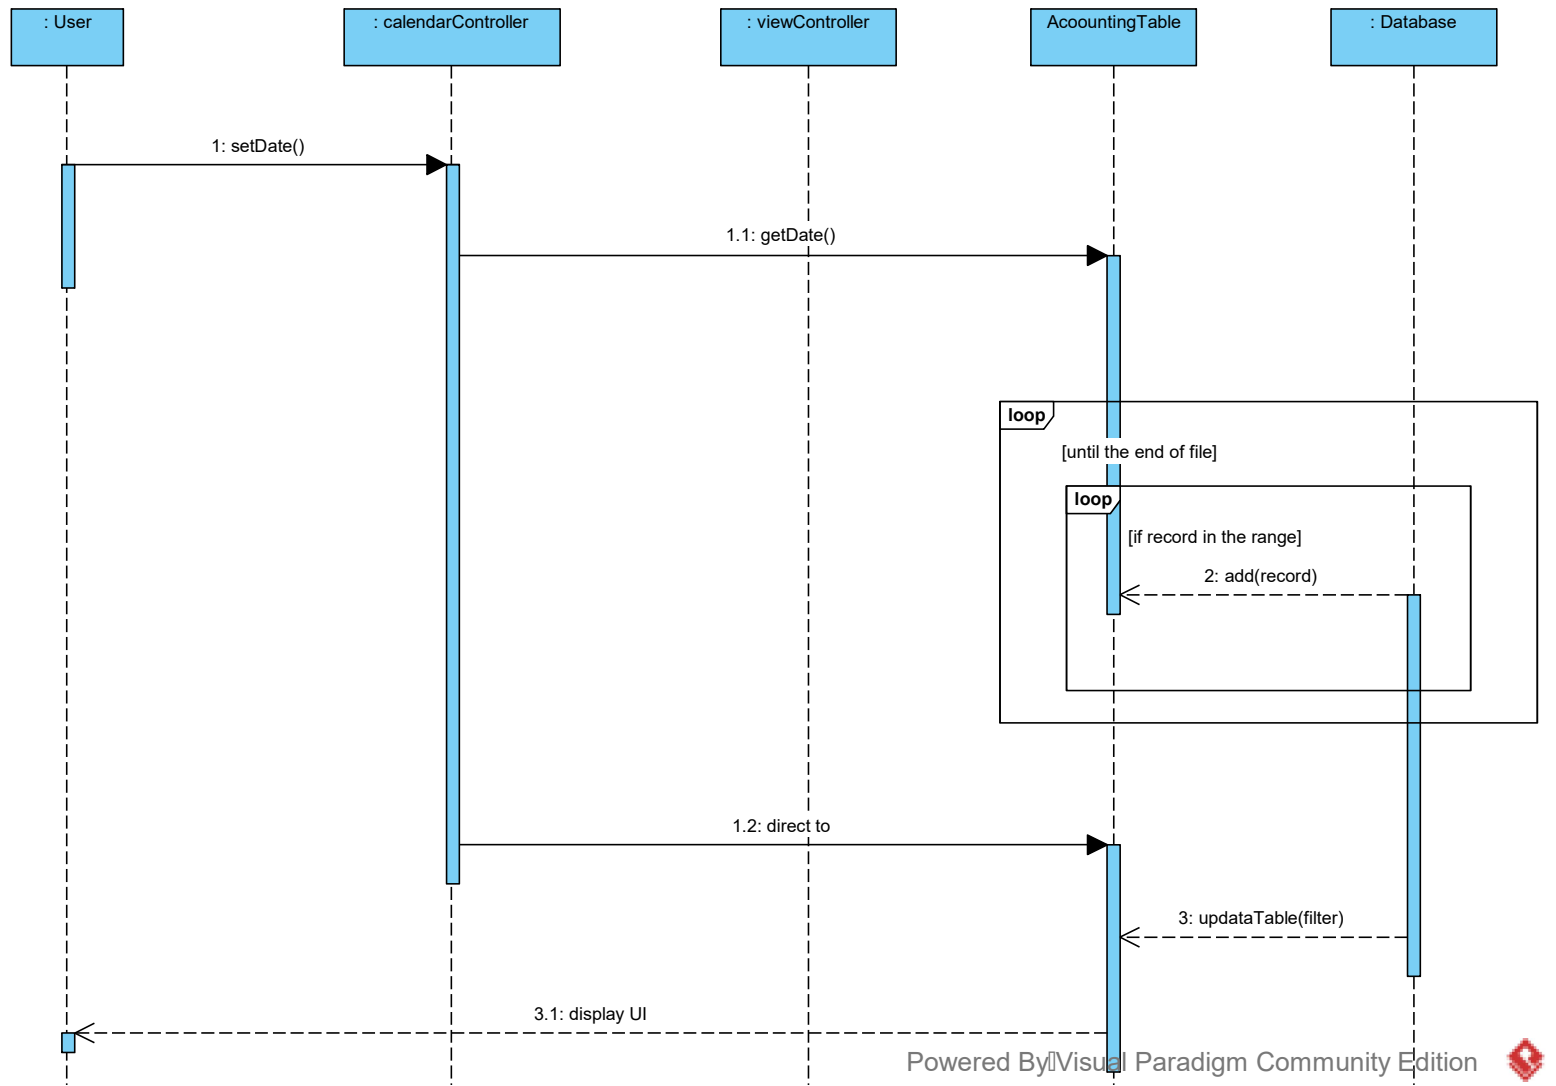 : User
: calendarController
: viewController
AcoountingTable
: Database
1: setDate()
1.1: getDate()
loop
[until the end of file]
loop
[if record in the range]
2: add(record)
1.2: direct to
3: updataTable(filter)
3.1: display UI
Powered By Visual Paradigm Community Edition